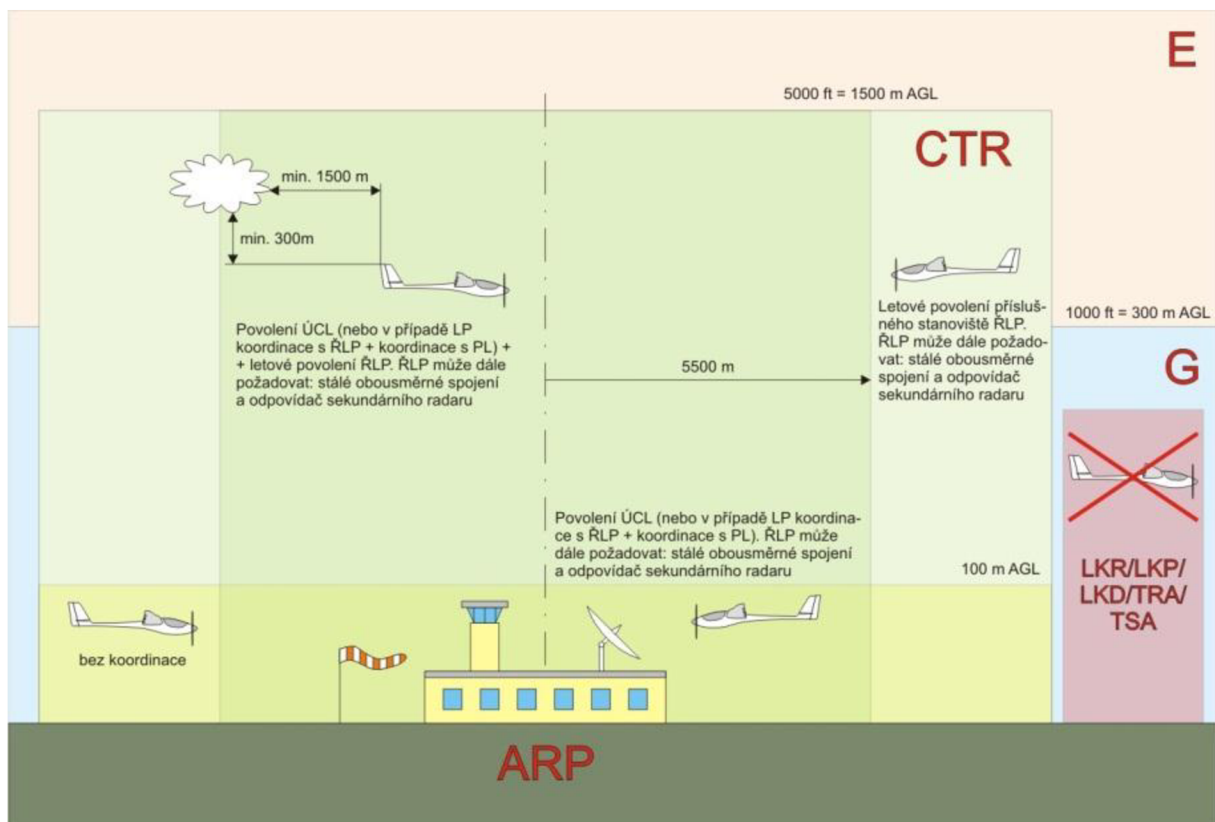 E
5000 ft = 1500 m AGL
CTR
min. 1500 m
min. 300m
Povolení ÚCL (nebo v případě LP
koordinace s ŘLP + koordinace s PL) +
+ letové povolení ŘLP. ŘLP může dále
požadovat: stálé obousměrné spojení
a odpovídač sekundárního radaru
5500 m
Letové povolení přísluš-
ného stanoviště ŘLP.
ŘLP může dále požado-
vat: stálé obousměrné
spojení a odpovídač
sekundárního radaru
1000 ft = 300 m AGL
G
Povolení ÚCL (nebo v případě LP koordina-
ce s ŘLP + koordinace s PL). ŘLP může
dále požadovat: stálé obousměrné spojení
a odpovídač sekundárního radaru
100 m AGL
LKR/LKP/
LKD/TRA/
TSA
bez koordinace
ARP